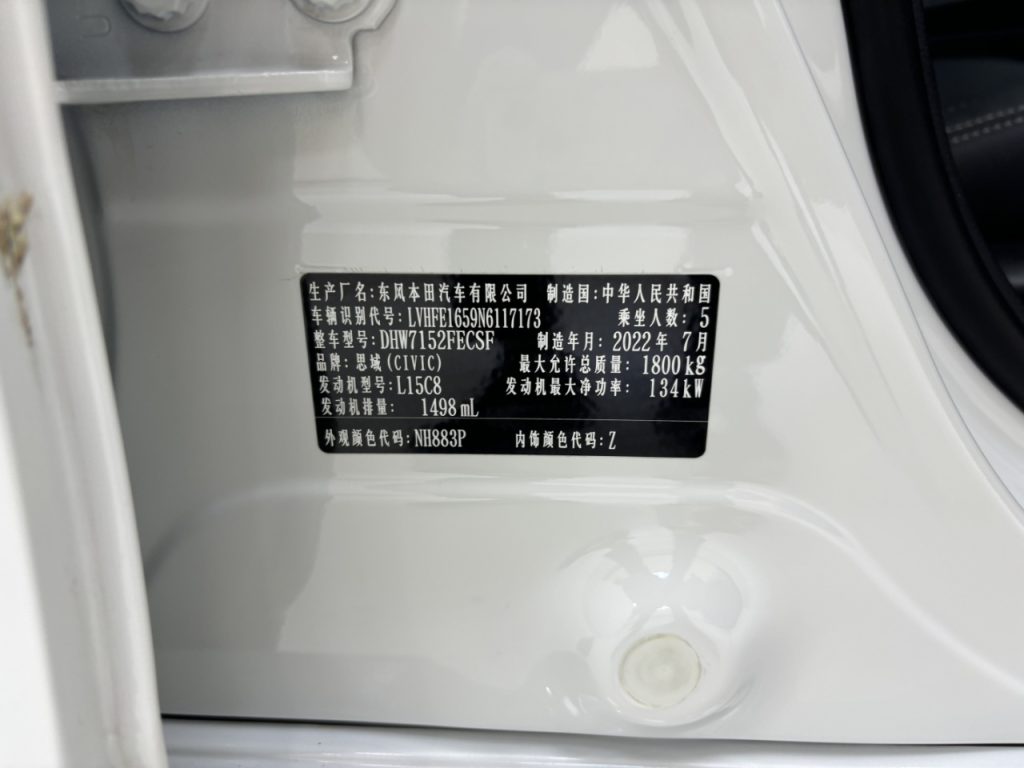 生产厂名:东风本田汽车有限公司 制造国:中华人民共和国
车辆识别代号: LVHFE1659N6117173 乘坐人数: 5
整车型号:DHW7152FECSF 制造年月: 2022年 7月
品牌: 思域(CIVIC) 最大允许总质量: 1800kg
发动机型号:L15C8 发动机最大净功率: 134kW
发动机排量: 1498mL
外观颜色代码:NH883P 内饰颜色代码:Z